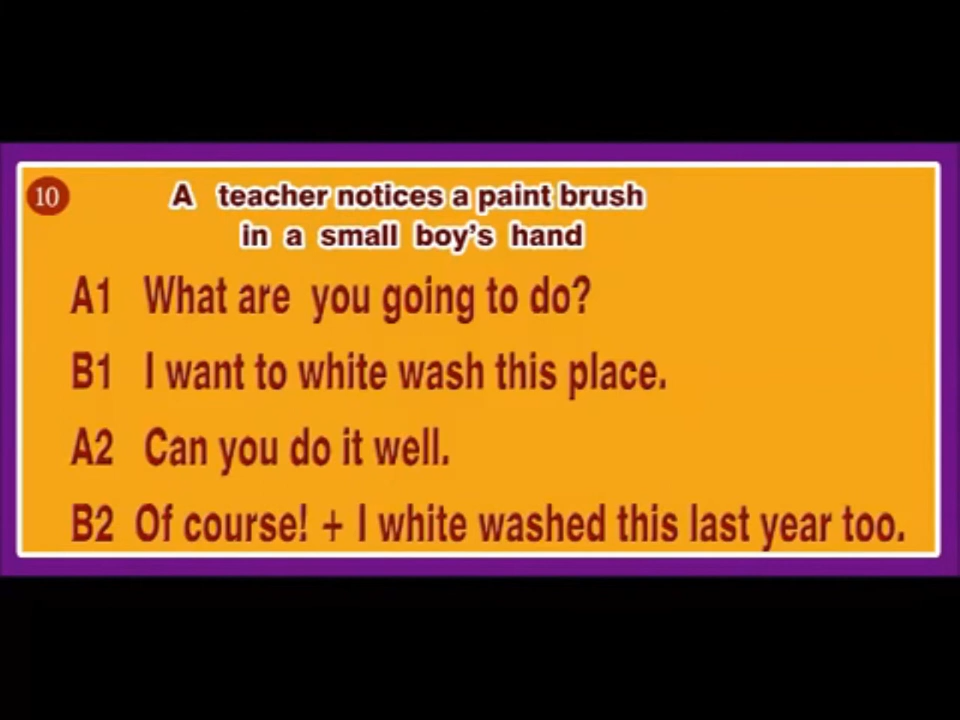 10
A teacher notices a paint brush
in a small boy's hand
A1 What are you going to do?
B1 I want to white wash this place.
A2 Can you do it well.
B2 Of course! + I white washed this last year too.